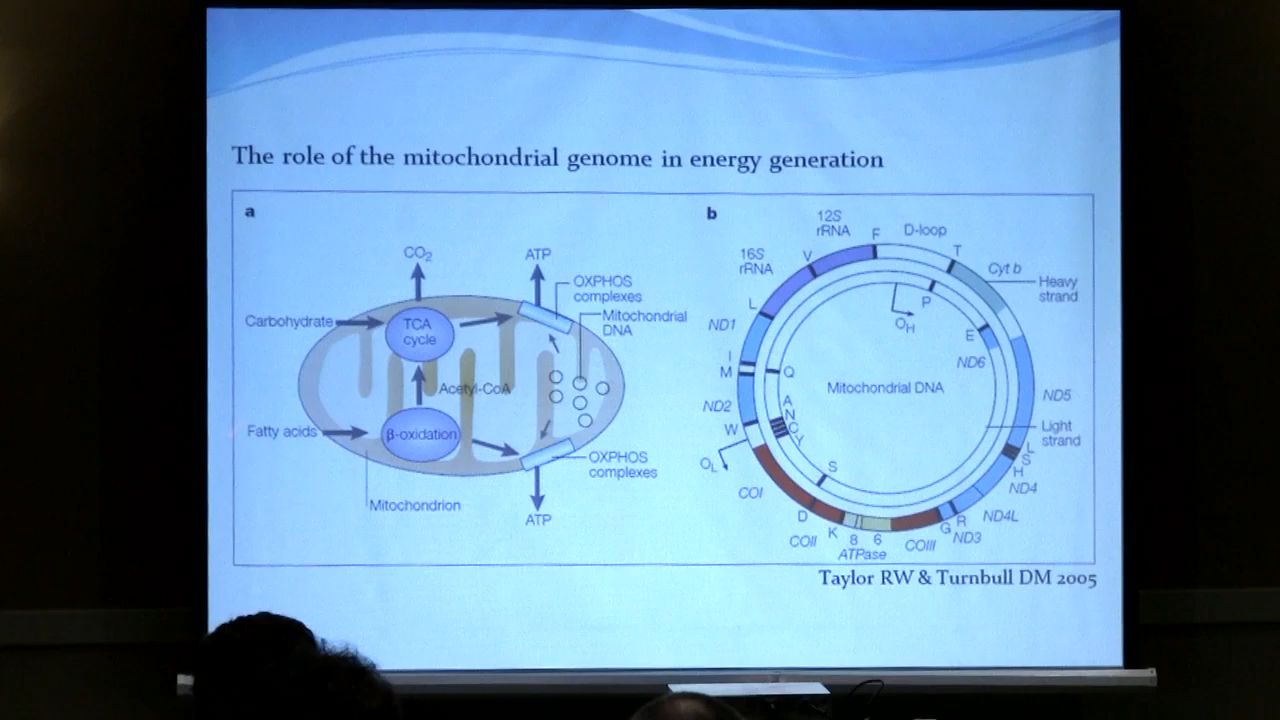 The role of the mitochondrial genome in energy generation
a
CO2
ATP
OXPHOS
complexes
Mitochondrial
DNA
Carbohydrate
TCA
cycle
Acetyl-CoA
Fatty acids
β-oxidation
OXPHOS
complexes
Mitochondrion
ATP
b
12S
rRNA
F
D-loop
T
16S
rRNA
V
Cyt b
Heavy
strand
L
P
OH
ND1
E
ND6
I
M
Q
Mitochondrial DNA
ND5
ND2
A
N
C
Y
W
Light
strand
OL
S
L
S
H
ND4
COI
D
K
COII
8
6
ATPase
COIII
G
R
ND3
ND4L
Taylor RW & Turnbull DM 2005